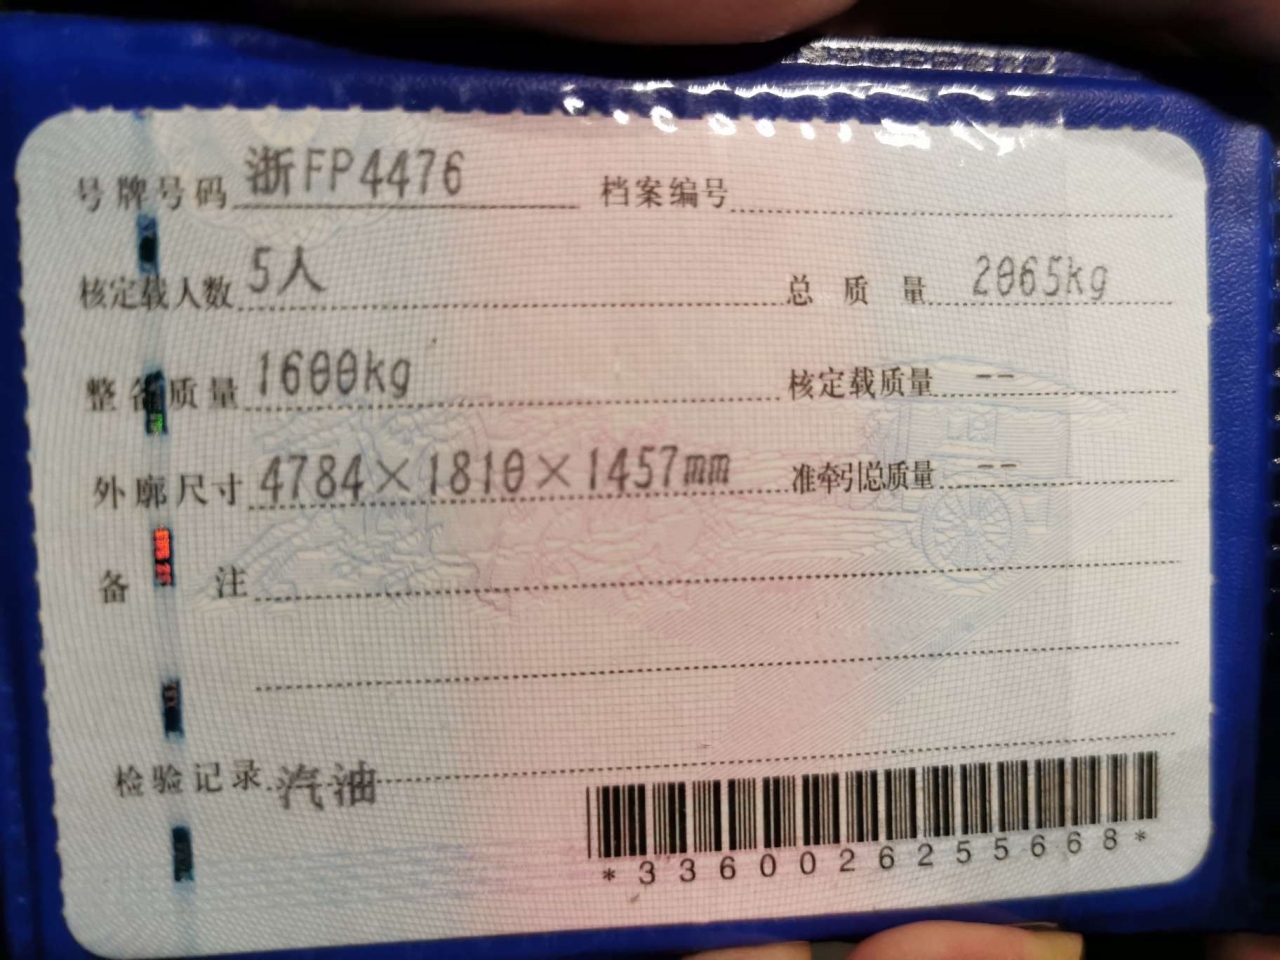 号牌号码 浙FP4476 档案编号
核定载人数 5人 总质量 2065kg
整备质量 1600kg 核定载质量 --
外廓尺寸 4784×1810×1457mm 准牵引总质量 --
备注
检验记录 汽油
*3360026255668*